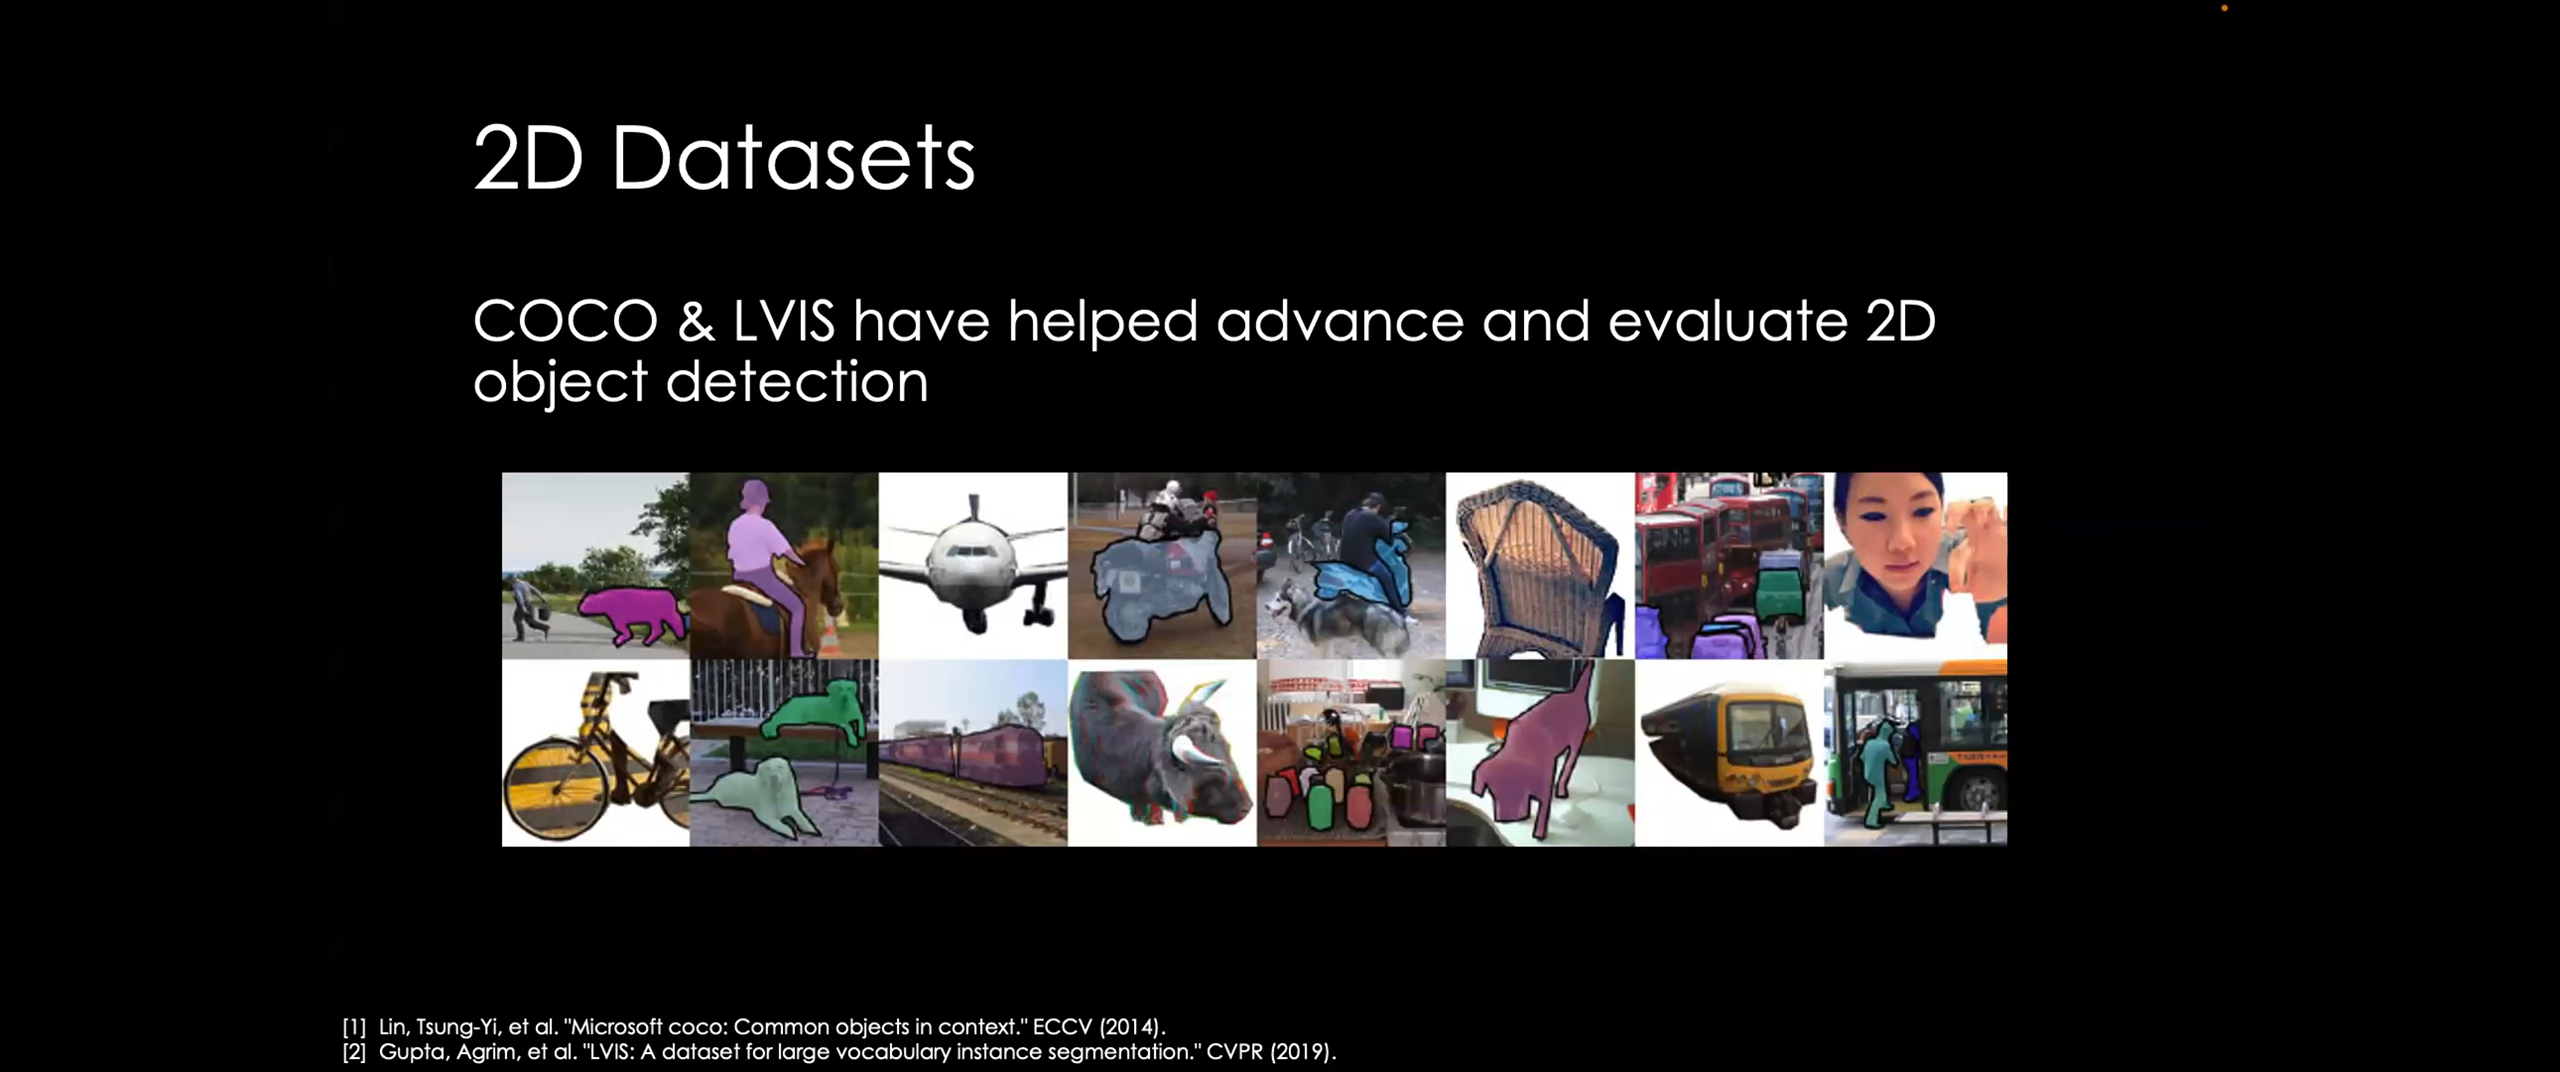 2D Datasets
COCO & LVIS have helped advance and evaluate 2D
object detection
[1] Lin, Tsung-Yi, et al. "Microsoft coco: Common objects in context." ECCV (2014).
[2] Gupta, Agrim, et al. "LVIS: A dataset for large vocabulary instance segmentation." CVPR (2019).